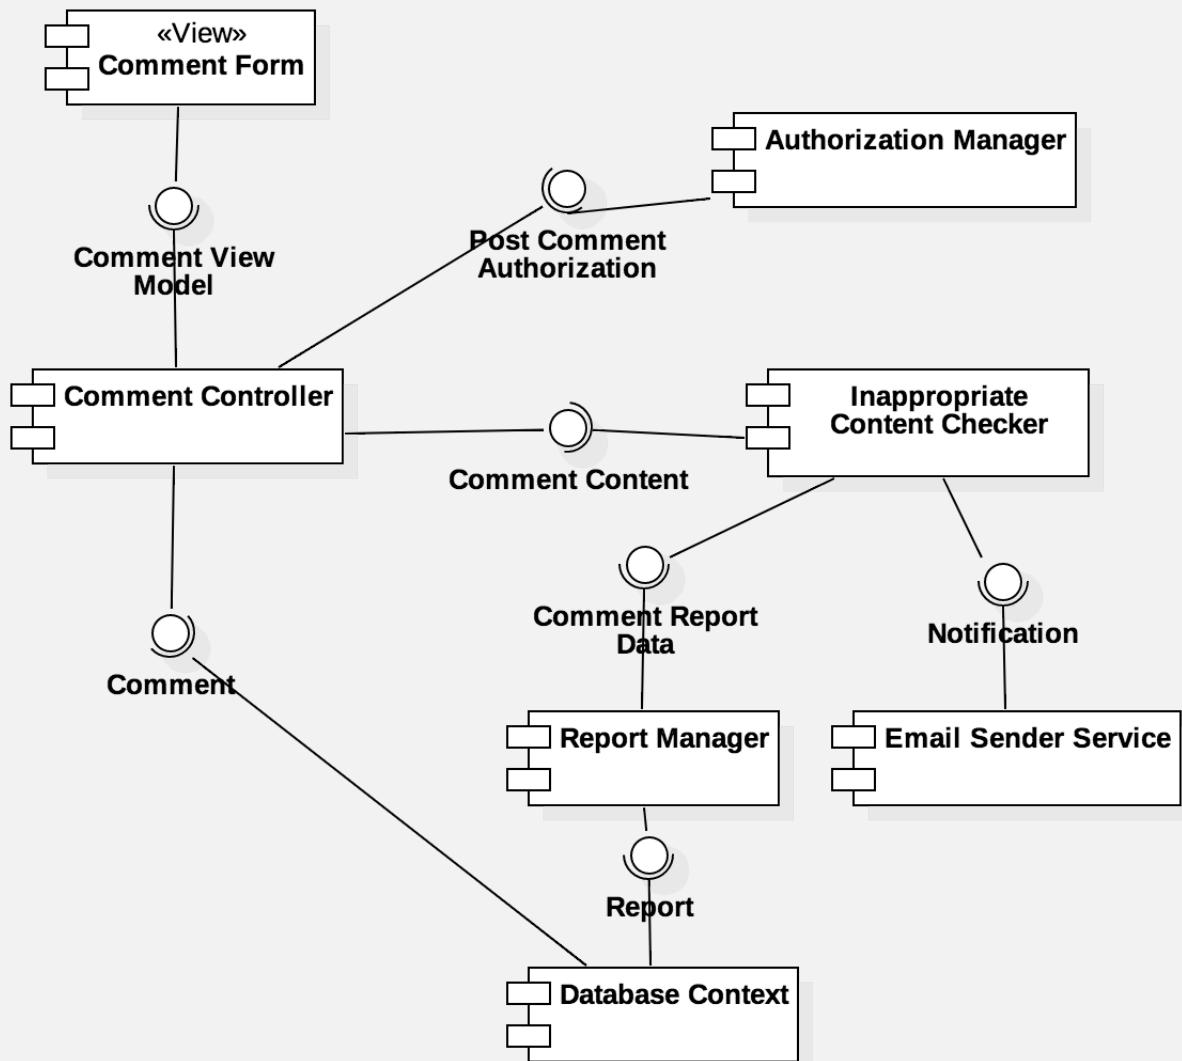 «View»
Comment Form
Authorization Manager
Post Comment
Authorization
Comment View
Model
Comment Controller
Inappropriate
Content Checker
Comment Content
Comment Report
Data
Notification
Comment
Report Manager
Email Sender Service
Report
Database Context